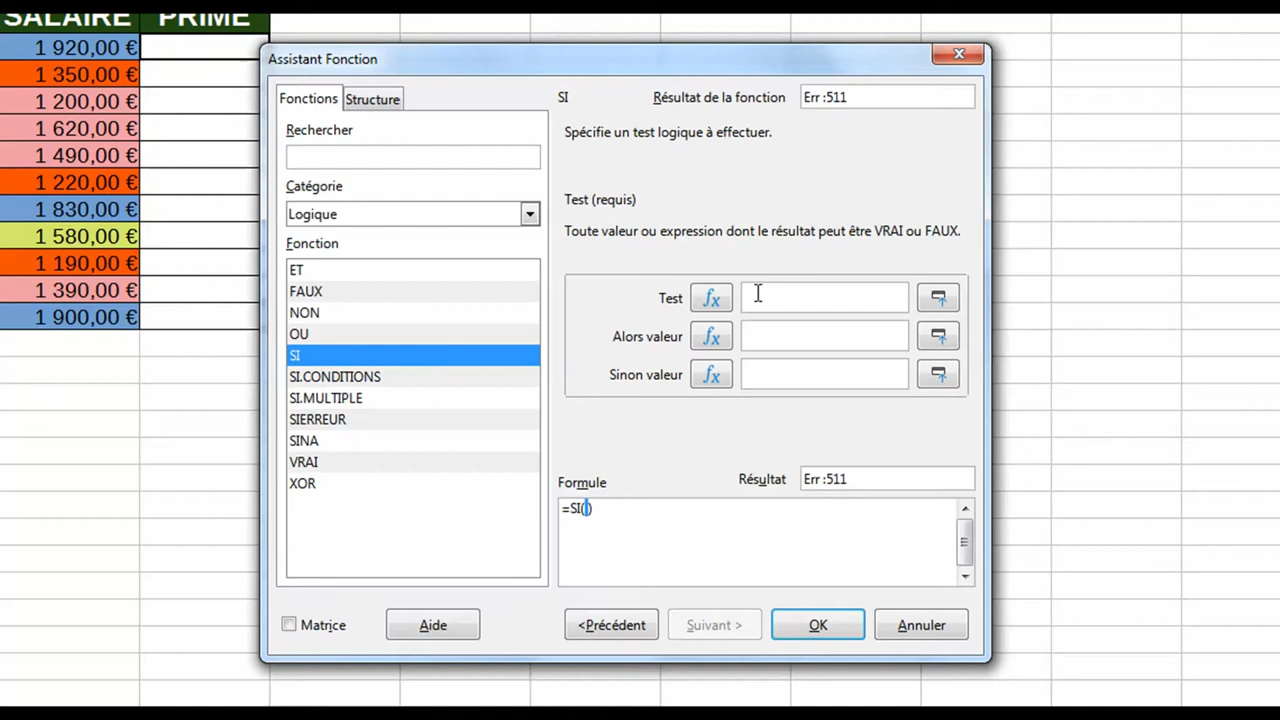 SALAIRE PRIME
1 920,00 €
1 350,00 €
1 200,00 €
1 620,00 €
1 490,00 €
1 220,00 €
1 830,00 €
1 580,00 €
1 190,00 €
1 390,00 €
1 900,00 €
Assistant Fonction
Fonctions Structure
Rechercher
Catégorie
Logique
Fonction
ET
FAUX
NON
OU
SI
SI.CONDITIONS
SI.MULTIPLE
SIERREUR
SINA
VRAI
XOR
SI Résultat de la fonction Err :511
Spécifie un test logique à effectuer.
Test (requis)
Toute valeur ou expression dont le résultat peut être VRAI ou FAUX.
Test fx
Alors valeur fx
Sinon valeur fx
Formule Résultat Err :511
=SI()
Matrice Aide <Précédent Suivant > OK Annuler